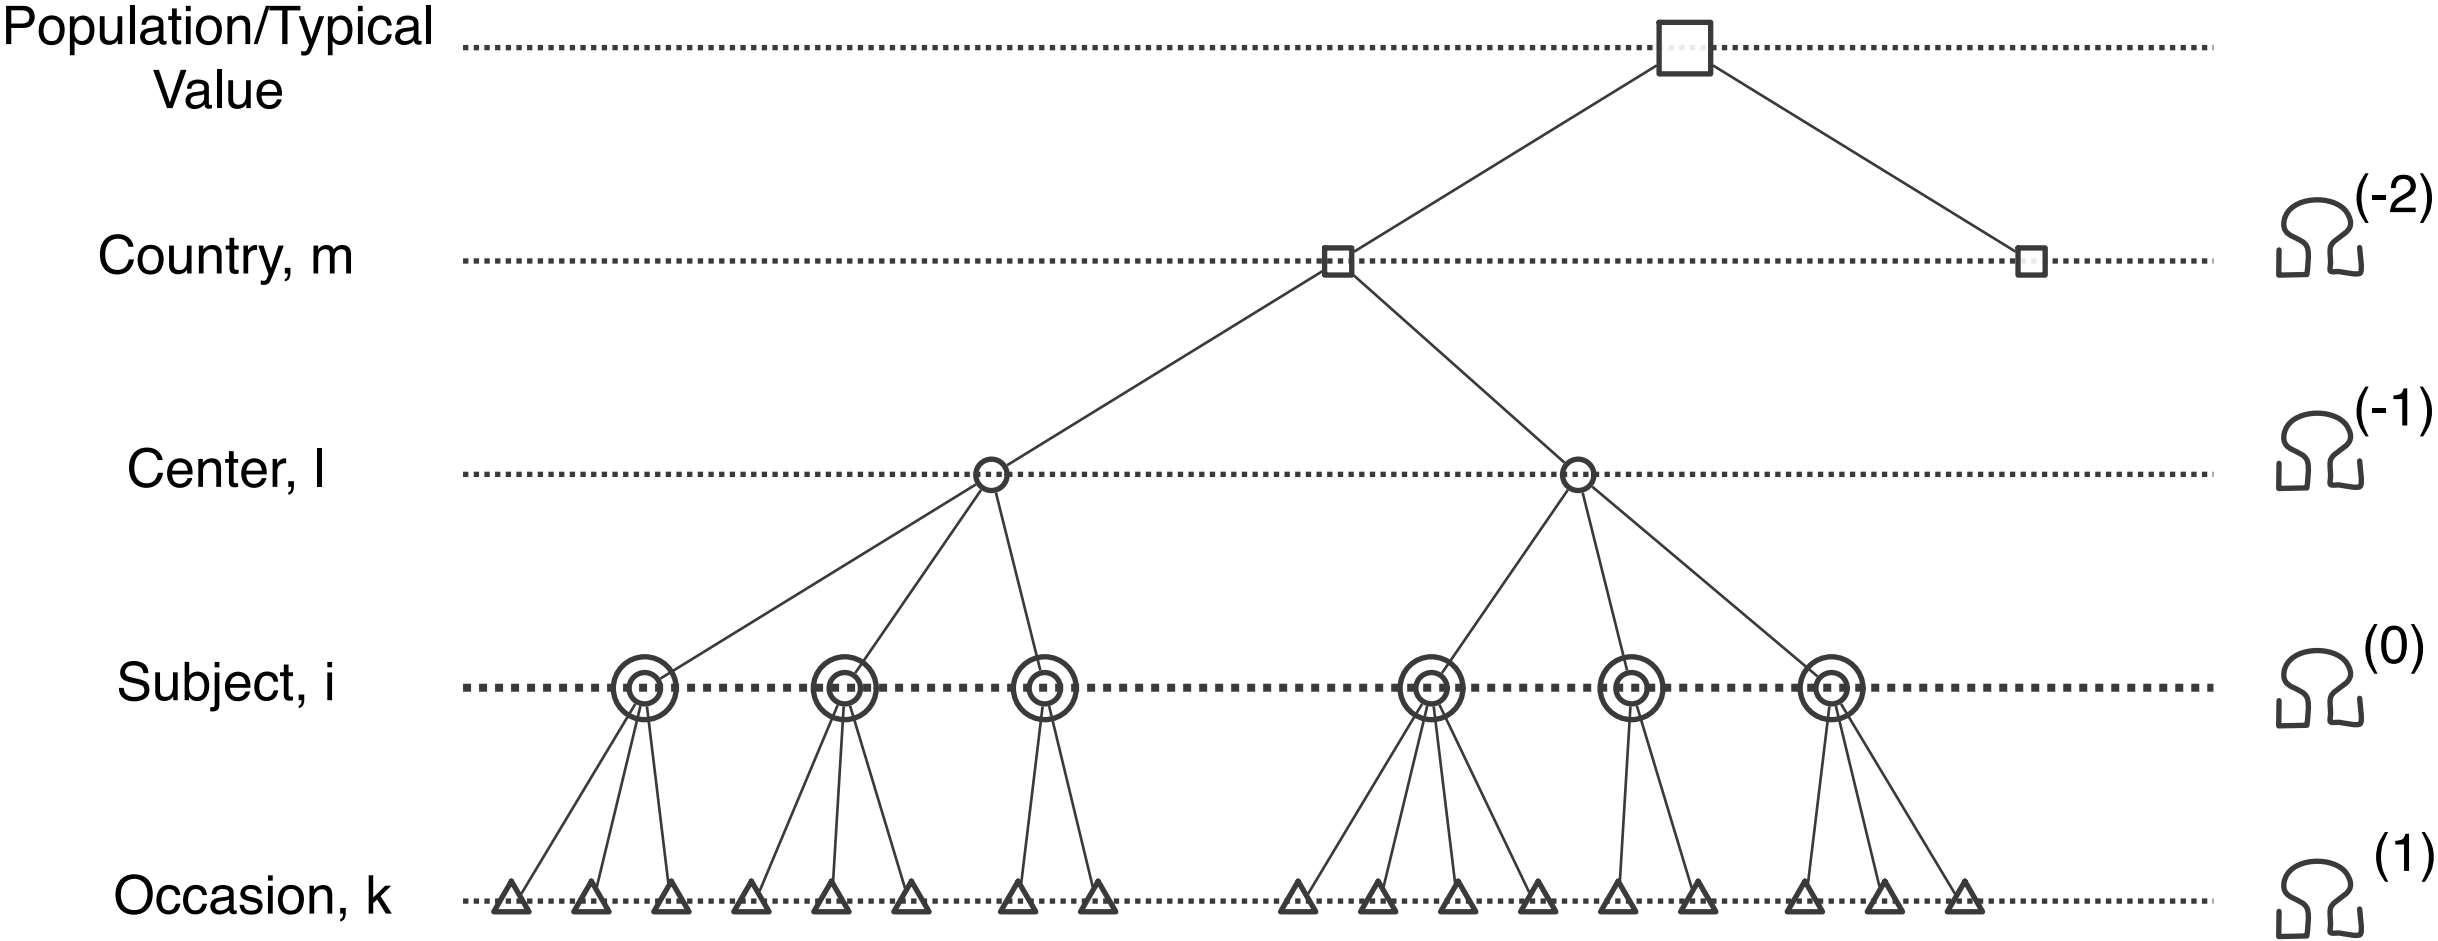 Population/Typical
Value
Country, m
Ω(-2)
Center, l
Ω(-1)
Subject, i
Ω(0)
Occasion, k
Ω(1)